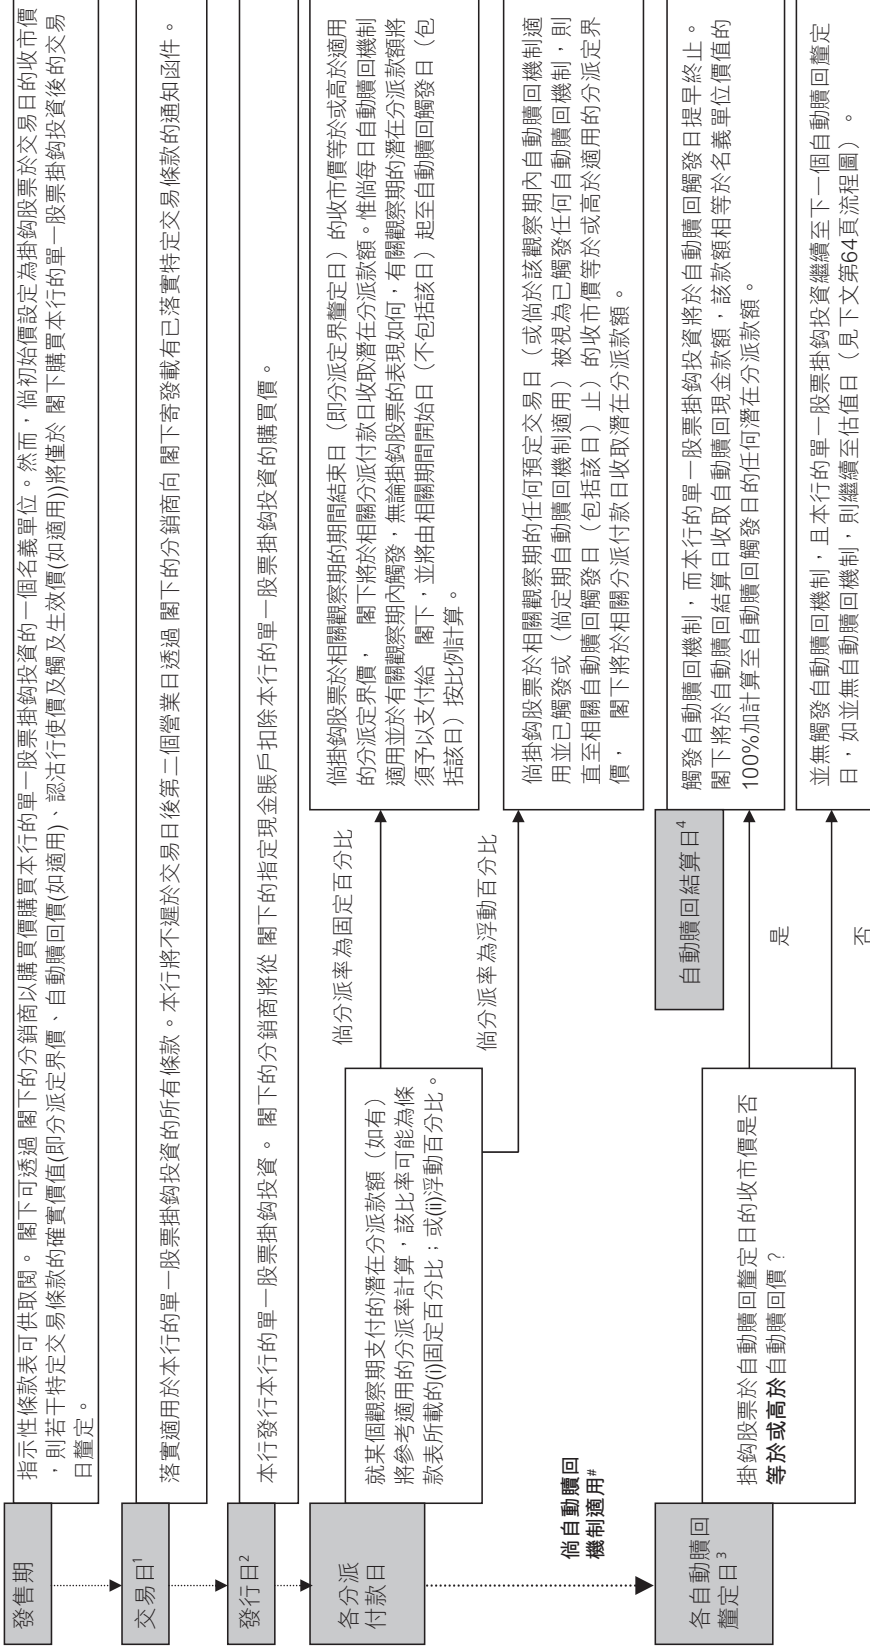 發售期
指示性條款表可供取閱。 閣下可透過 閣下的分銷商以購買價購買本行的單一股票掛鈎投資的一個名義單位。然而，倘初始價設定為掛鈎股票於交易日的收市價
，則若干特定交易條款的確實價值(即分派定界價、自動贖回價(如適用)、認沽行使價及觸及生效價(如適用))將僅於 閣下購買本行的單一股票掛鈎投資後的交易
日釐定。
交易日1
落實適用於本行的單一股票掛鈎投資的所有條款。本行將不遲於交易日後第二個營業日透過 閣下的分銷商向 閣下寄發載有已落實特定交易條款的通知函件。
發行日2
本行發行本行的單一股票掛鈎投資。 閣下的分銷商將從 閣下的指定現金賬戶扣除本行的單一股票掛鈎投資的購買價。
各分派
付款日
就某個觀察期支付的潛在分派款額（如有）
將參考適用的分派率計算，該比率可能為條
款表所載的(i)固定百分比；或(ii)浮動百分比。
倘分派率為固定百分比
倘掛鈎股票於相關觀察期的期間結束日（即分派定界釐定日）的收市價等於或高於適用
的分派定界價， 閣下將於相關分派付款日收取潛在分派款額。惟倘每日自動贖回機制
適用並於有關觀察期內觸發，無論掛鈎股票的表現如何，有關觀察期的潛在分派款額將
須予以支付給 閣下，並將由相關期間開始日（不包括該日）起至自動贖回觸發日（包
括該日）按比例計算。
倘分派率為浮動百分比
倘掛鈎股票於相關觀察期的任何預定交易日（或倘於該觀察期內自動贖回機制適
用並已觸發或（倘定期自動贖回機制適用）被視為已觸發任何自動贖回機制，則
直至相關自動贖回觸發日（包括該日）止）的收市價等於或高於適用的分派定界
價， 閣下將於相關分派付款日收取潛在分派款額。
倘自動贖回
機制適用#
各自動贖回
釐定日3
掛鈎股票於自動贖回釐定日的收市價是否
等於或高於自動贖回價？
自動贖回結算日4
是
觸發自動贖回機制，而本行的單一股票掛鈎投資將於自動贖回觸發日提早終止。
閣下將於自動贖回結算日收取自動贖回現金款額，該款額相等於名義單位價值的
100%加計算至自動贖回觸發日的任何潛在分派款額。
否
並無觸發自動贖回機制，且本行的單一股票掛鈎投資繼續至下一個自動贖回釐定
日，如並無自動贖回機制，則繼續至估值日（見下文第64頁流程圖）。